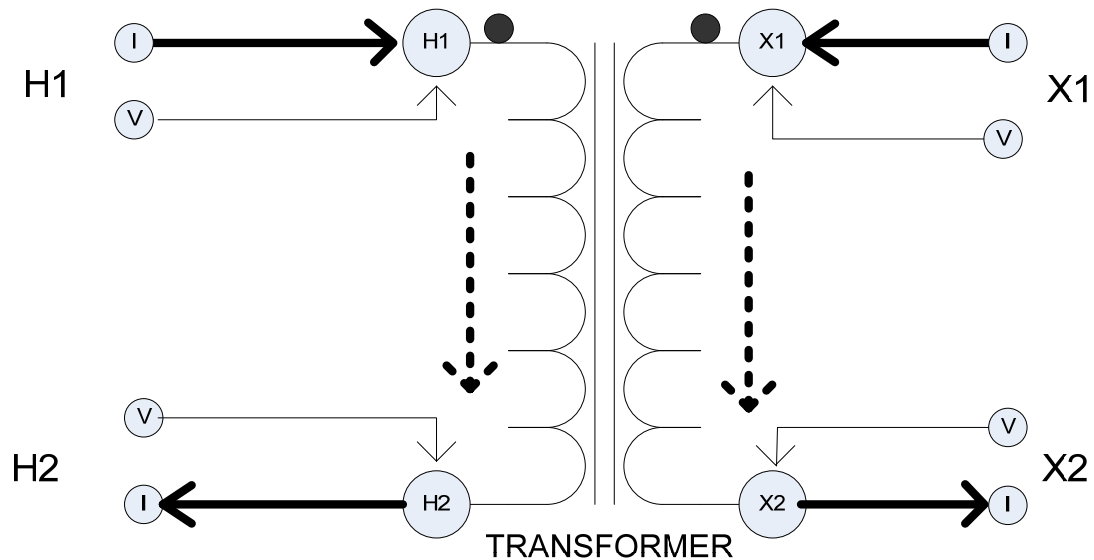 I H1 X1 I
H1 X1
V V
V V
H2 X2
I H2 X2 I
TRANSFORMER